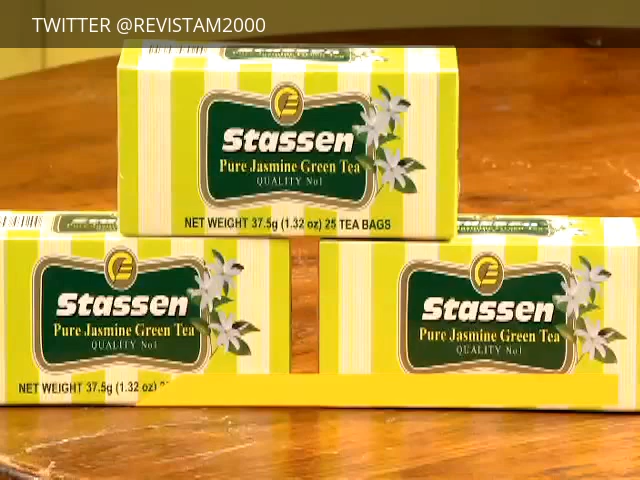 TWITTER @REVISTAM2000
Stassen
Pure Jasmine Green Tea
QUALITY No1
NET WEIGHT 37.5g (1.32 oz) 25 TEA BAGS
Stassen
Pure Jasmine Green Tea
QUALITY No1
NET WEIGHT 37.5g (1.32 oz)
Stassen
Pure Jasmine Green Tea
QUALITY No1